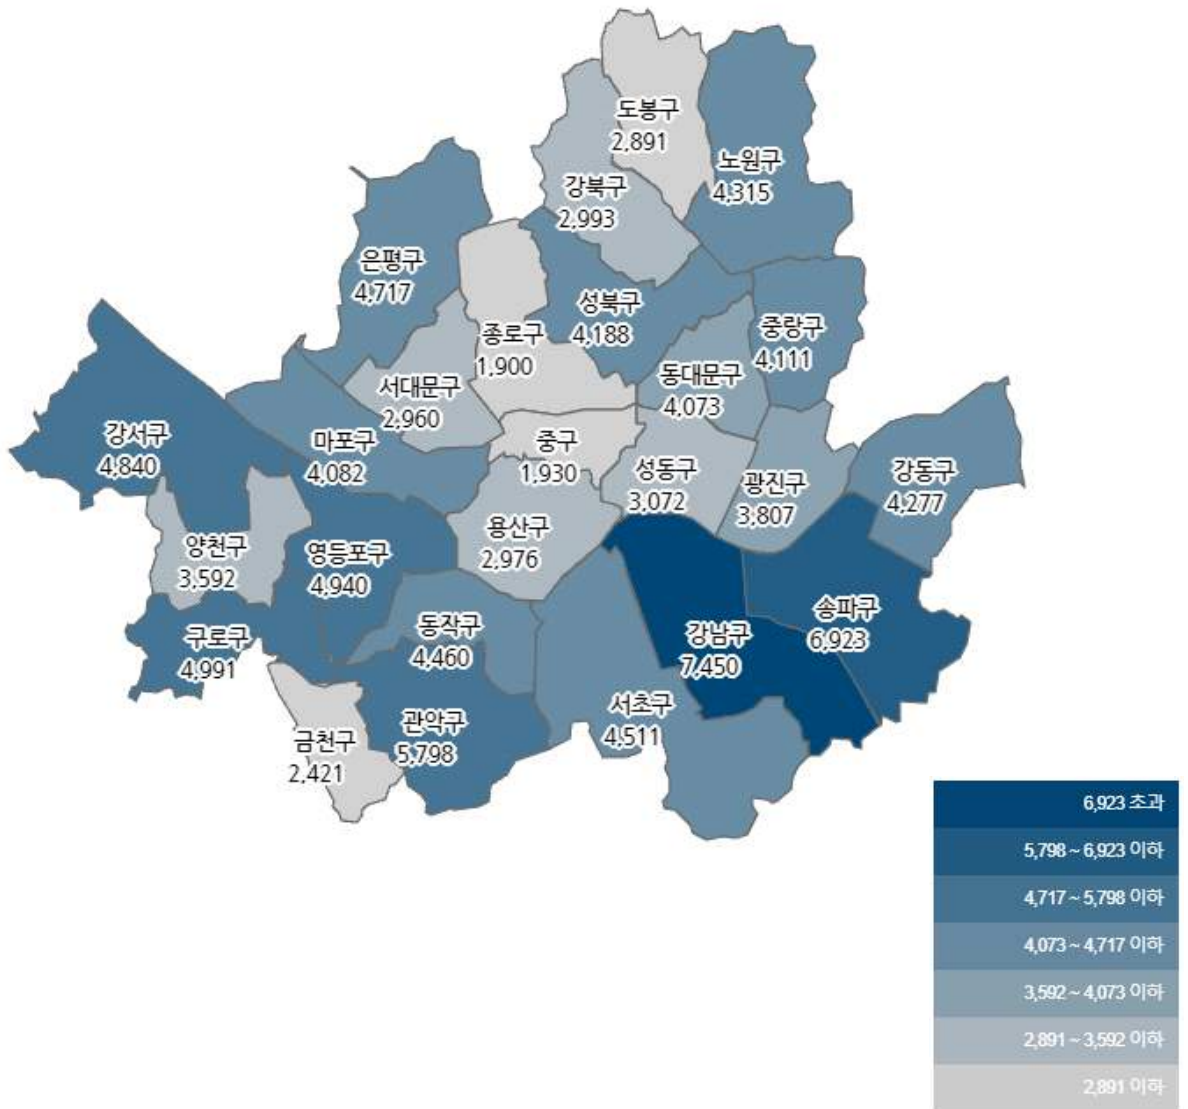 도봉구
2,891
노원구
4,315
강북구
2,993
은평구
4,717
성북구
4,188
종로구
1,900
중랑구
4,111
동대문구
4,073
서대문구
2,960
강서구
4,840
마포구
4,082
중구
1,930
성동구
3,072
광진구
3,807
강동구
4,277
양천구
3,592
영등포구
4,940
용산구
2,976
송파구
6,923
구로구
4,991
동작구
4,460
강남구
7,450
서초구
4,511
관악구
5,798
금천구
2,421
6,923 초과
5,798 ~ 6,923 이하
4,717 ~ 5,798 이하
4,073 ~ 4,717 이하
3,592 ~ 4,073 이하
2,891 ~ 3,592 이하
2,891 이하